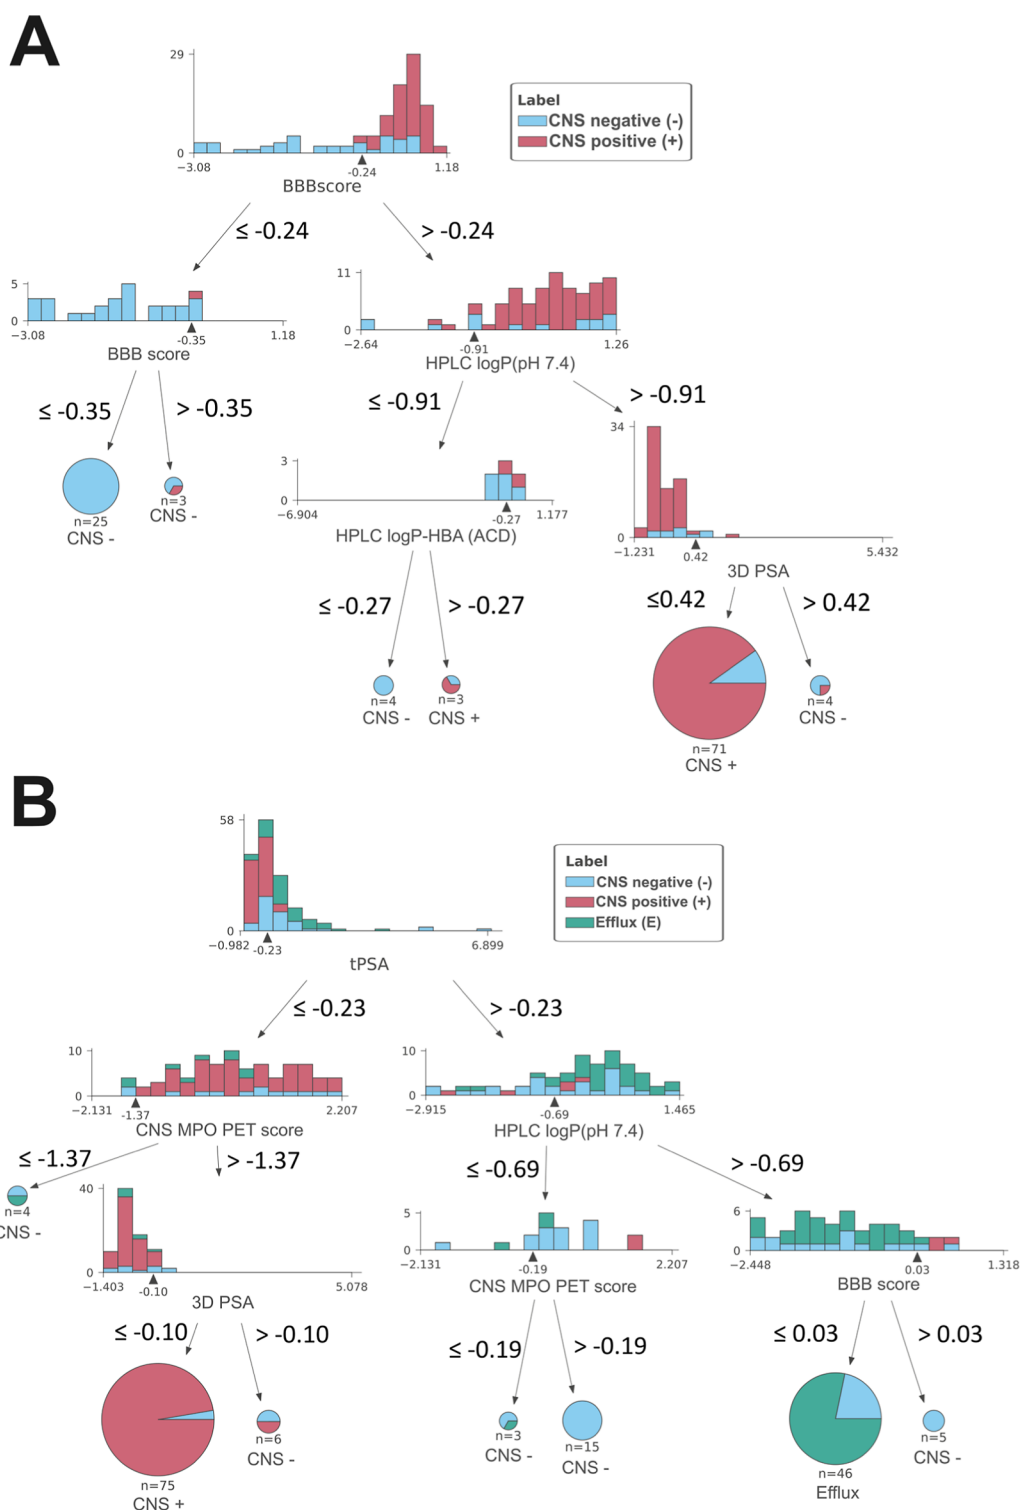 A
29
0
−3.08
-0.24
1.18
BBBscore
Label
CNS negative (-)
CNS positive (+)
≤ -0.24
> -0.24
5
0
−3.08
-0.35
1.18
BBB score
11
0
−2.64
-0.91
1.26
HPLC logP(pH 7.4)
≤ -0.35
> -0.35
n=25
CNS -
n=3
CNS -
≤ -0.91
> -0.91
3
0
−6.904
-0.27
1.177
HPLC logP-HBA (ACD)
34
0
−1.231
0.42
5.432
3D PSA
≤ -0.27
> -0.27
≤0.42
> 0.42
n=4
CNS -
n=3
CNS +
n=71
CNS +
n=4
CNS -
B
58
0
−0.982
-0.23
6.899
tPSA
Label
CNS negative (-)
CNS positive (+)
Efflux (E)
≤ -0.23
> -0.23
10
0
−2.131
-1.37
2.207
CNS MPO PET score
10
0
−2.915
-0.69
1.465
HPLC logP(pH 7.4)
≤ -1.37
> -1.37
≤ -0.69
> -0.69
n=4
CNS -
40
0
−1.403
-0.10
5.078
3D PSA
5
0
−2.131
-0.19
2.207
CNS MPO PET score
6
0
−2.448
0.03
1.318
BBB score
≤ -0.10
> -0.10
≤ -0.19
> -0.19
≤ 0.03
> 0.03
n=75
CNS +
n=6
CNS -
n=3
CNS -
n=15
CNS -
n=46
Efflux
n=5
CNS -